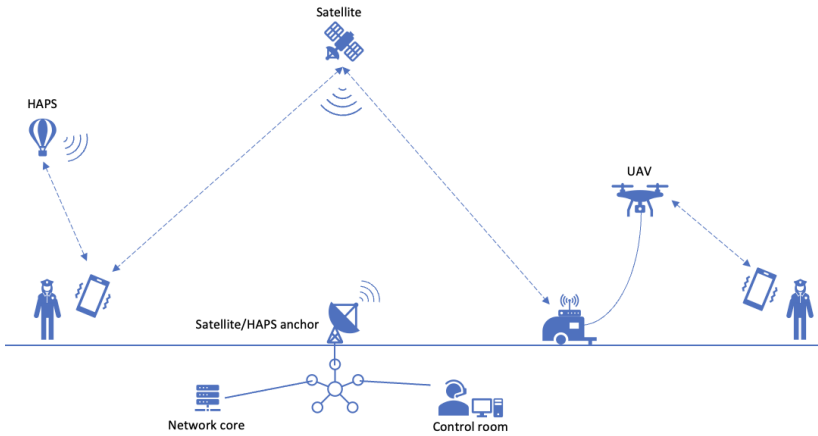 Satellite
HAPS
UAV
Satellite/HAPS anchor
Network core
Control room